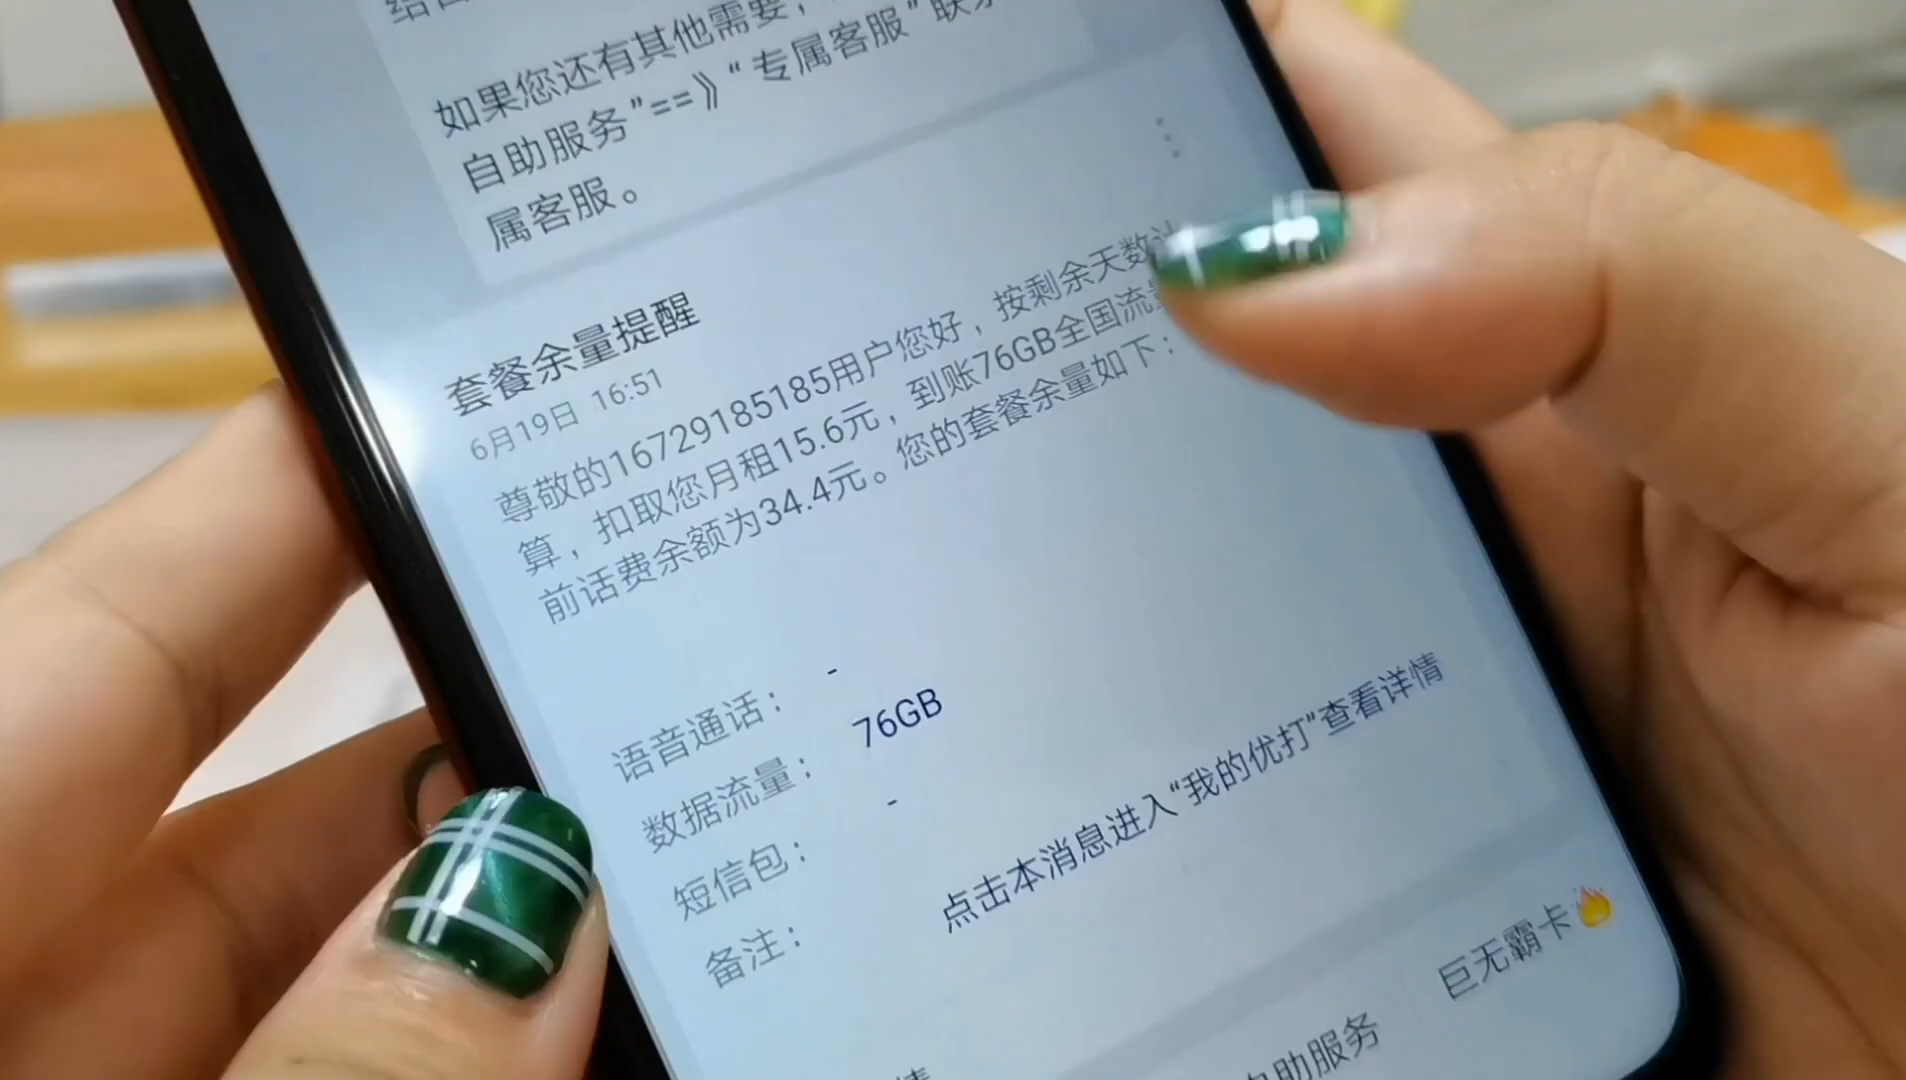 如果您还有其他需要，
自助服务”==》“专属客服”联系
属客服。
套餐余量提醒
6月19日 16:51
尊敬的16729185185用户您好，按剩余天数计
算，扣取您月租15.6元，到账76GB全国流量
前话费余额为34.4元。您的套餐余量如下：
语音通话： -
数据流量： 76GB
短信包： -
备注： 点击本消息进入“我的优打”查看详情
巨无霸卡🔥
自助服务